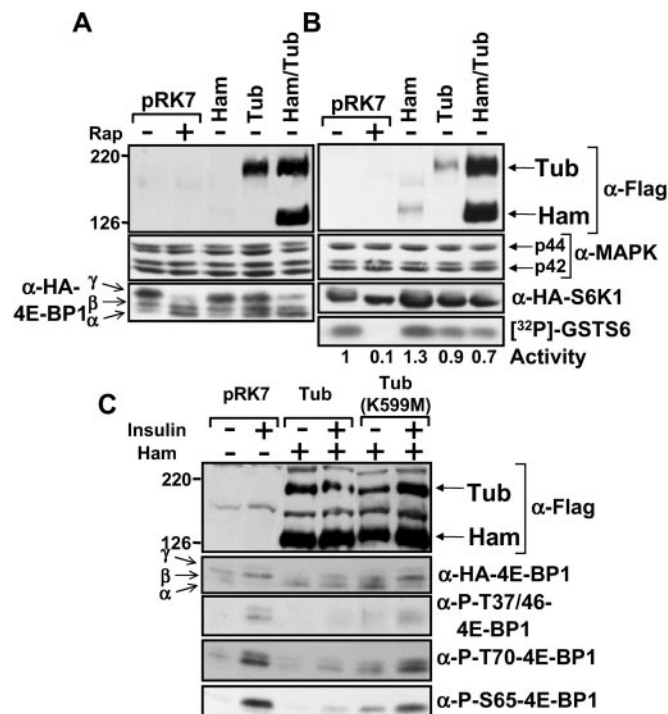 A
pRK7 Ham Tub Ham/Tub
Rap - + - - -
220
126
α-HA-
4E-BP1
γ
β
α
B
pRK7 Ham Tub Ham/Tub
- + - - -
Tub
Ham
α-Flag
p44
p42
α-MAPK
α-HA-S6K1
[³²P]-GSTS6
1 0.1 1.3 0.9 0.7 Activity
C
pRK7 Tub Tub
(K599M)
Insulin - + - + - +
Ham - - + + + +
220
126
Tub
Ham
α-Flag
γ
β
α
α-HA-4E-BP1
α-P-T37/46-
4E-BP1
α-P-T70-4E-BP1
α-P-S65-4E-BP1